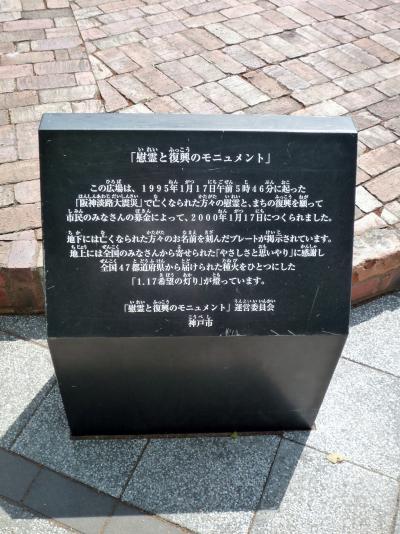 「慰霊と復興のモニュメント」
この広場は、1995年1月17日午前5時46分に起った
「阪神淡路大震災」で亡くなられた方々の慰霊と、まちの復興を願って
市民のみなさんの募金によって、2000年1月17日につくられました。
地下には亡くなられた方々のお名前を刻んだプレートが掲示されています。
地上には全国のみなさんから寄せられた「やさしさと思いやり」に感謝し
全国47都道府県から届けられた種火をひとつにした
「1.17希望の灯り」が燈っています。
「慰霊と復興のモニュメント」運営委員会
神戸市